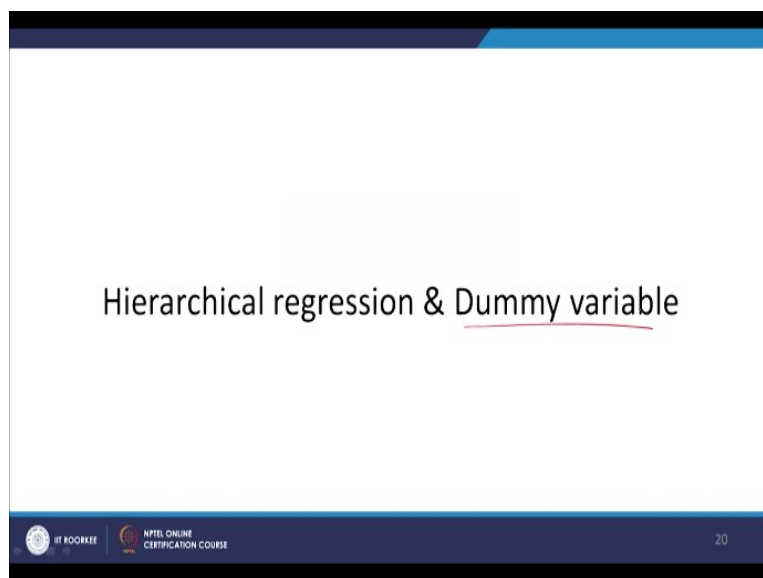 Hierarchical regression & Dummy variable
IIT ROORKEE
NPTEL ONLINE
CERTIFICATION COURSE
20